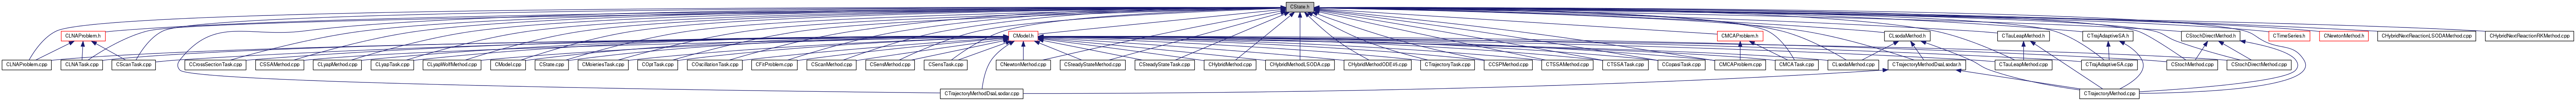 CState.h
CLNAProblem.h
CModel.h
CMCAProblem.h
CLsodaMethod.h
CTauLeapMethod.h
CTrajAdaptiveSA.h
CStochDirectMethod.h
CTimeSeries.h
CNewtonMethod.h
CHybridNextReactionLSODAMethod.cpp
CHybridNextReactionRKMethod.cpp
CLNAProblem.cpp
CLNATask.cpp
CScanTask.cpp
CCrossSectionTask.cpp
CSSAMethod.cpp
CLyapMethod.cpp
CLyapTask.cpp
CLyapWolfMethod.cpp
CModel.cpp
CState.cpp
CMoietiesTask.cpp
COptTask.cpp
COscillationTask.cpp
CFitProblem.cpp
CScanMethod.cpp
CSensMethod.cpp
CSensTask.cpp
CNewtonMethod.cpp
CSteadyStateMethod.cpp
CSteadyStateTask.cpp
CHybridMethod.cpp
CHybridMethodLSODA.cpp
CHybridMethodODE45.cpp
CTrajectoryTask.cpp
CCSPMethod.cpp
CTSSAMethod.cpp
CTSSATask.cpp
CCopasiTask.cpp
CMCAProblem.cpp
CMCATask.cpp
CLsodaMethod.cpp
CTrajectoryMethodDsaLsodar.h
CTauLeapMethod.cpp
CTrajAdaptiveSA.cpp
CStochMethod.cpp
CStochDirectMethod.cpp
CTrajectoryMethodDsaLsodar.cpp
CTrajectoryMethod.cpp